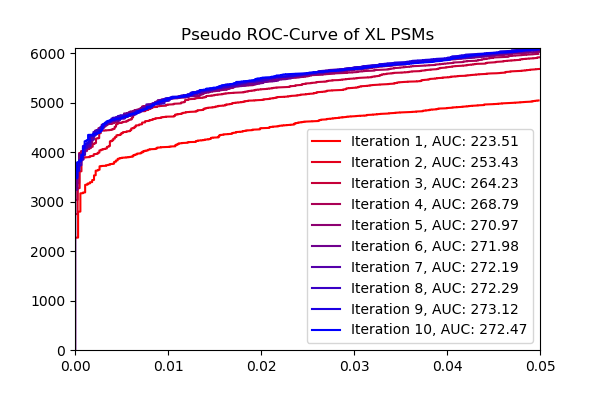 Pseudo ROC-Curve of XL PSMs
6000
5000
4000
3000
2000
1000
0
Iteration 1, AUC: 223.51
Iteration 2, AUC: 253.43
Iteration 3, AUC: 264.23
Iteration 4, AUC: 268.79
Iteration 5, AUC: 270.97
Iteration 6, AUC: 271.98
Iteration 7, AUC: 272.19
Iteration 8, AUC: 272.29
Iteration 9, AUC: 273.12
Iteration 10, AUC: 272.47
0.00 0.01 0.02 0.03 0.04 0.05